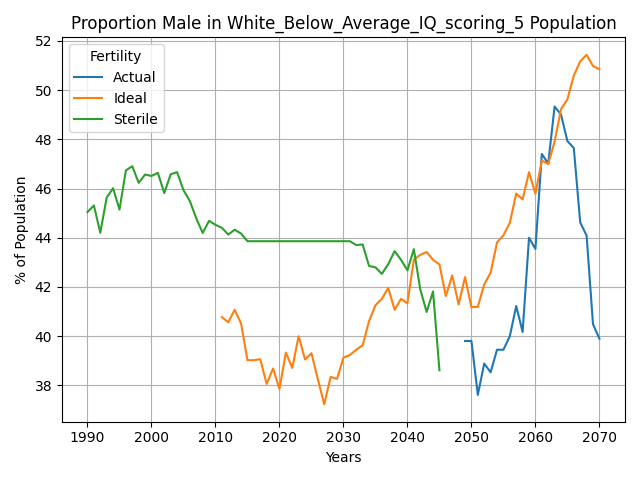 Proportion Male in White_Below_Average_IQ_scoring_5 Population
Fertility
Actual
Ideal
Sterile
% of Population
52
50
48
46
44
42
40
38
1990 2000 2010 2020 2030 2040 2050 2060 2070
Years